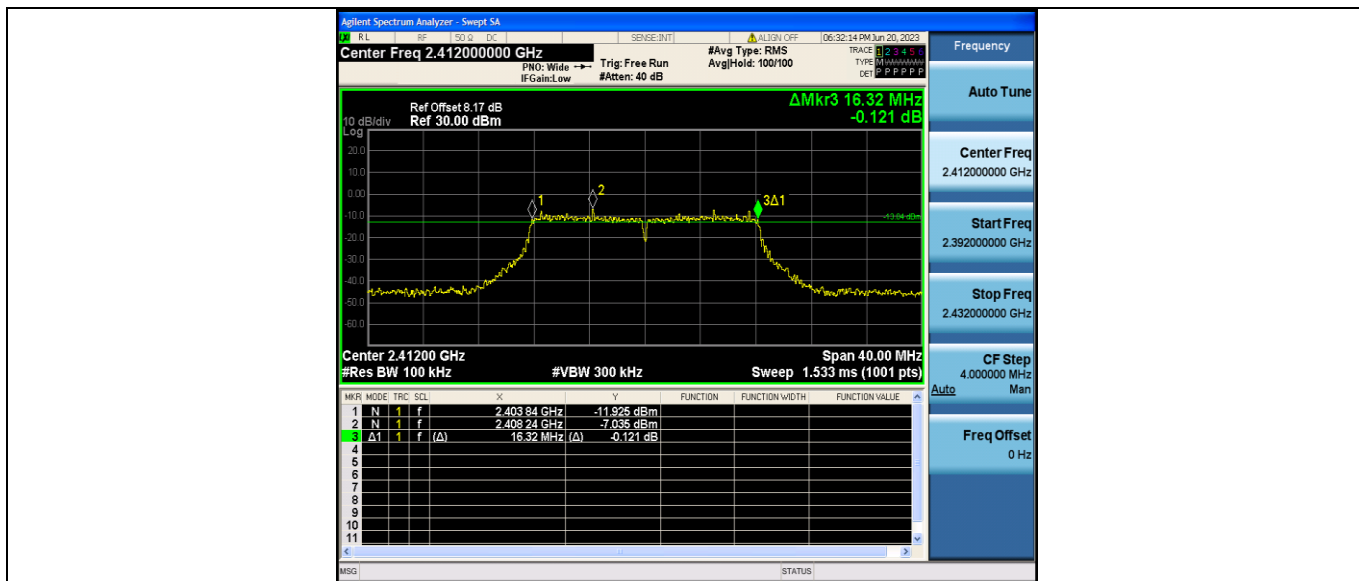 Agilent Spectrum Analyzer - Swept SA
RL RF 50 Ω DC SENSE:INT ALIGN OFF 06:32:14 PM Jun 20, 2023
Center Freq 2.412000000 GHz
PNO: Wide
IFGain:Low
Trig: Free Run
#Atten: 40 dB
#Avg Type: RMS
Avg|Hold: 100/100
TRACE 1 2 3 4 5 6
TYPE M
DET P P P P P P
Frequency
Auto Tune
Center Freq
2.412000000 GHz
Start Freq
2.392000000 GHz
Stop Freq
2.432000000 GHz
CF Step
4.000000 MHz
Auto Man
Freq Offset
0 Hz
ΔMkr3 16.32 MHz
-0.121 dB
Ref Offset 8.17 dB
10 dB/div Ref 30.00 dBm
Log
20.0
10.0
0.00
-10.0
-20.0
-30.0
-40.0
-50.0
-60.0
1
2
3Δ1
Center 2.41200 GHz Span 40.00 MHz
#Res BW 100 kHz #VBW 300 kHz Sweep 1.533 ms (1001 pts)
MKR MODE TRC SCL X Y FUNCTION FUNCTION WIDTH FUNCTION VALUE
1 N 1 f 2.403 84 GHz -11.925 dBm
2 N 1 f 2.408 24 GHz -7.035 dBm
3 Δ1 1 f (Δ) 16.32 MHz (Δ) -0.121 dB
4
5
6
7
8
9
10
11
MSG STATUS